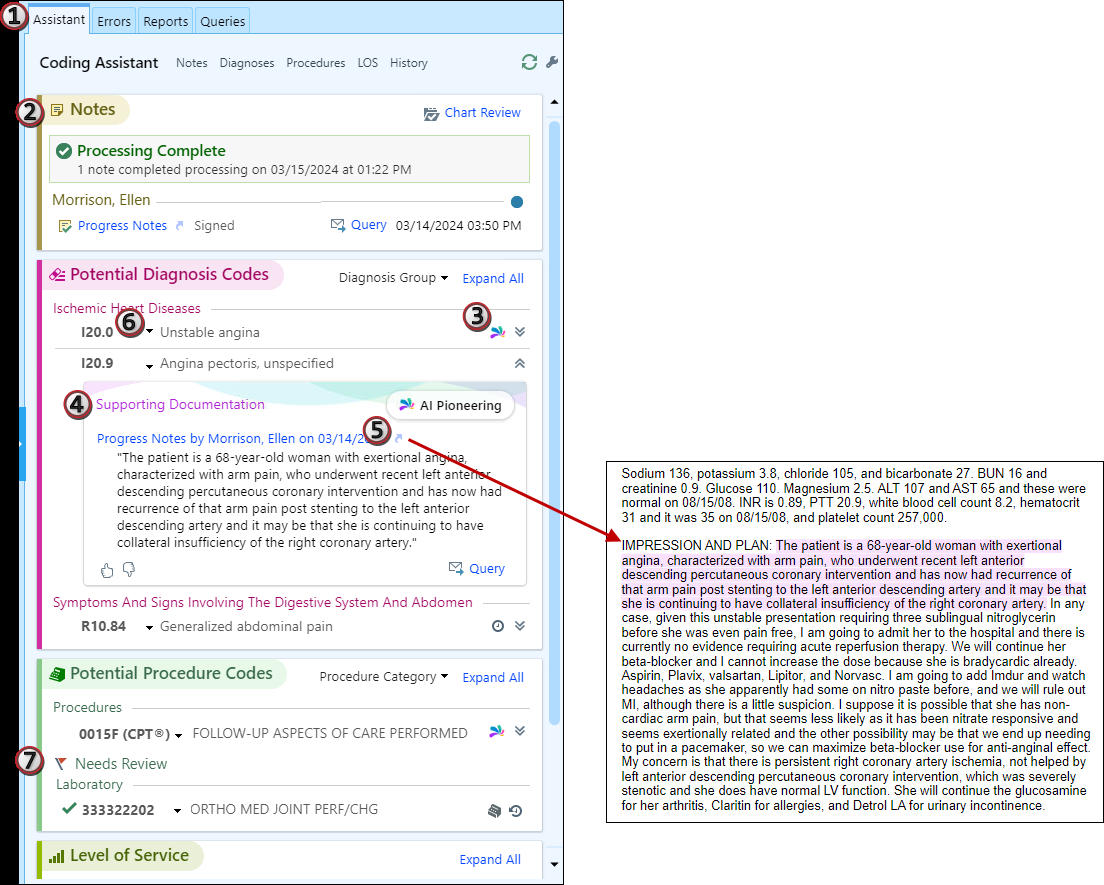 1 Assistant Errors Reports Queries
Coding Assistant Notes Diagnoses Procedures LOS History
2 Notes Chart Review
Processing Complete
1 note completed processing on 03/15/2024 at 01:22 PM
Morrison, Ellen
Progress Notes Signed Query 03/14/2024 03:50 PM
Potential Diagnosis Codes Diagnosis Group Expand All
Ischemic Heart Diseases
I20.0 6 Unstable angina 3
I20.9 Angina pectoris, unspecified
4 Supporting Documentation AI Pioneering
Progress Notes by Morrison, Ellen on 03/14/2 5
"The patient is a 68-year-old woman with exertional angina,
characterized with arm pain, who underwent recent left anterior
descending percutaneous coronary intervention and has now had
recurrence of that arm pain post stenting to the left anterior
descending artery and it may be that she is continuing to have
collateral insufficiency of the right coronary artery."
Query
Symptoms And Signs Involving The Digestive System And Abdomen
R10.84 Generalized abdominal pain
Potential Procedure Codes Procedure Category Expand All
Procedures
0015F (CPT®) FOLLOW-UP ASPECTS OF CARE PERFORMED
7 Needs Review
Laboratory
333322202 ORTHO MED JOINT PERF/CHG
Level of Service Expand All
Sodium 136, potassium 3.8, chloride 105, and bicarbonate 27. BUN 16 and
creatinine 0.9. Glucose 110. Magnesium 2.5. ALT 107 and AST 65 and these were
normal on 08/15/08. INR is 0.89, PTT 20.9, white blood cell count 8.2, hematocrit
31 and it was 35 on 08/15/08, and platelet count 257,000.
IMPRESSION AND PLAN: The patient is a 68-year-old woman with exertional
angina, characterized with arm pain, who underwent recent left anterior
descending percutaneous coronary intervention and has now had recurrence of
that arm pain post stenting to the left anterior descending artery and it may be that
she is continuing to have collateral insufficiency of the right coronary artery. In any
case, given this unstable presentation requiring three sublingual nitroglycerin
before she was even pain free, I am going to admit her to the hospital and there is
currently no evidence requiring acute reperfusion therapy. We will continue her
beta-blocker and I cannot increase the dose because she is bradycardic already.
Aspirin, Plavix, valsartan, Lipitor, and Norvasc. I am going to add Imdur and watch
headaches as she apparently had some on nitro paste before, and we will rule out
MI, although there is a little suspicion. I suppose it is possible that she has non-
cardiac arm pain, but that seems less likely as it has been nitrate responsive and
seems exertionally related and the other possibility may be that we end up needing
to put in a pacemaker, so we can maximize beta-blocker use for anti-anginal effect.
My concern is that there is persistent right coronary artery ischemia, not helped by
left anterior descending percutaneous coronary intervention, which was severely
stenotic and she does have normal LV function. She will continue the glucosamine
for her arthritis, Claritin for allergies, and Detrol LA for urinary incontinence.